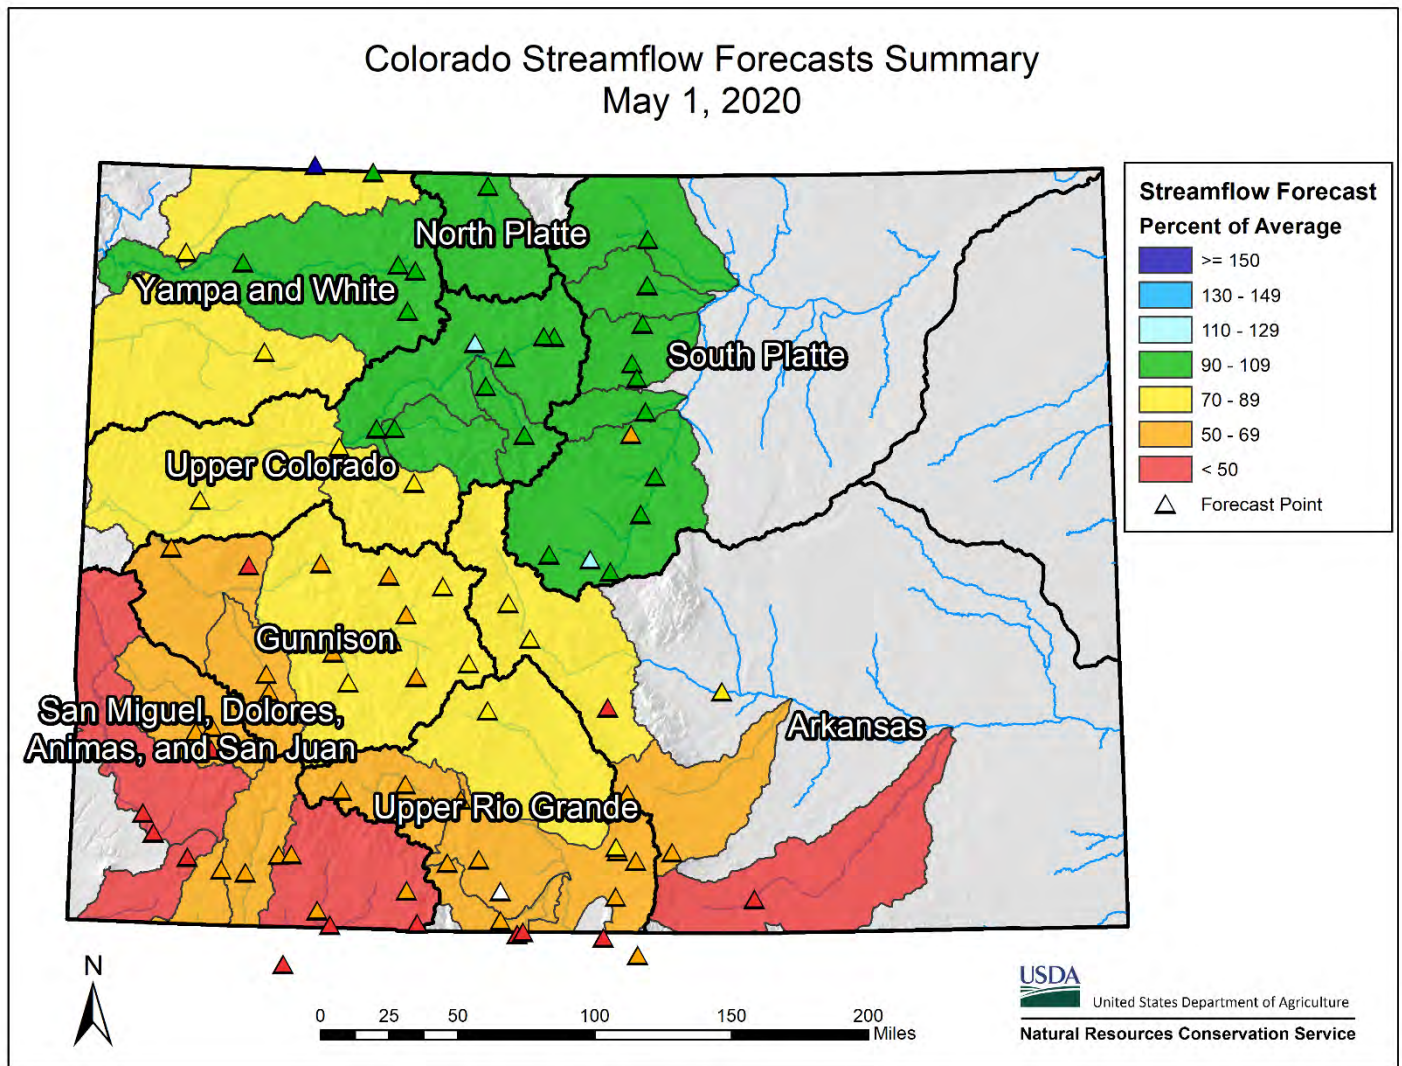 Colorado Streamflow Forecasts Summary
May 1, 2020
North Platte
Yampa and White
South Platte
Upper Colorado
Gunnison
San Miguel, Dolores,
Animas, and San Juan
Arkansas
Upper Rio Grande
Streamflow Forecast
Percent of Average
>= 150
130 - 149
110 - 129
90 - 109
70 - 89
50 - 69
< 50
Forecast Point
N
0 25 50 100 150 200
Miles
USDA
United States Department of Agriculture
Natural Resources Conservation Service